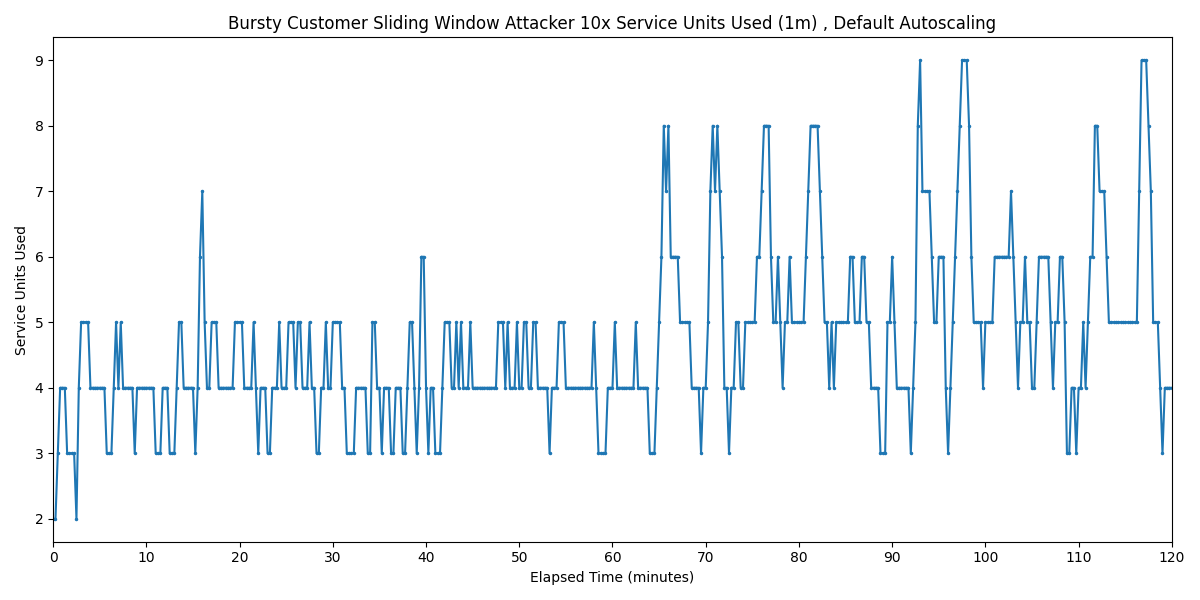 Bursty Customer Sliding Window Attacker 10x Service Units Used (1m) , Default Autoscaling
Service Units Used
9
8
7
6
5
4
3
2
0 10 20 30 40 50 60 70 80 90 100 110 120
Elapsed Time (minutes)